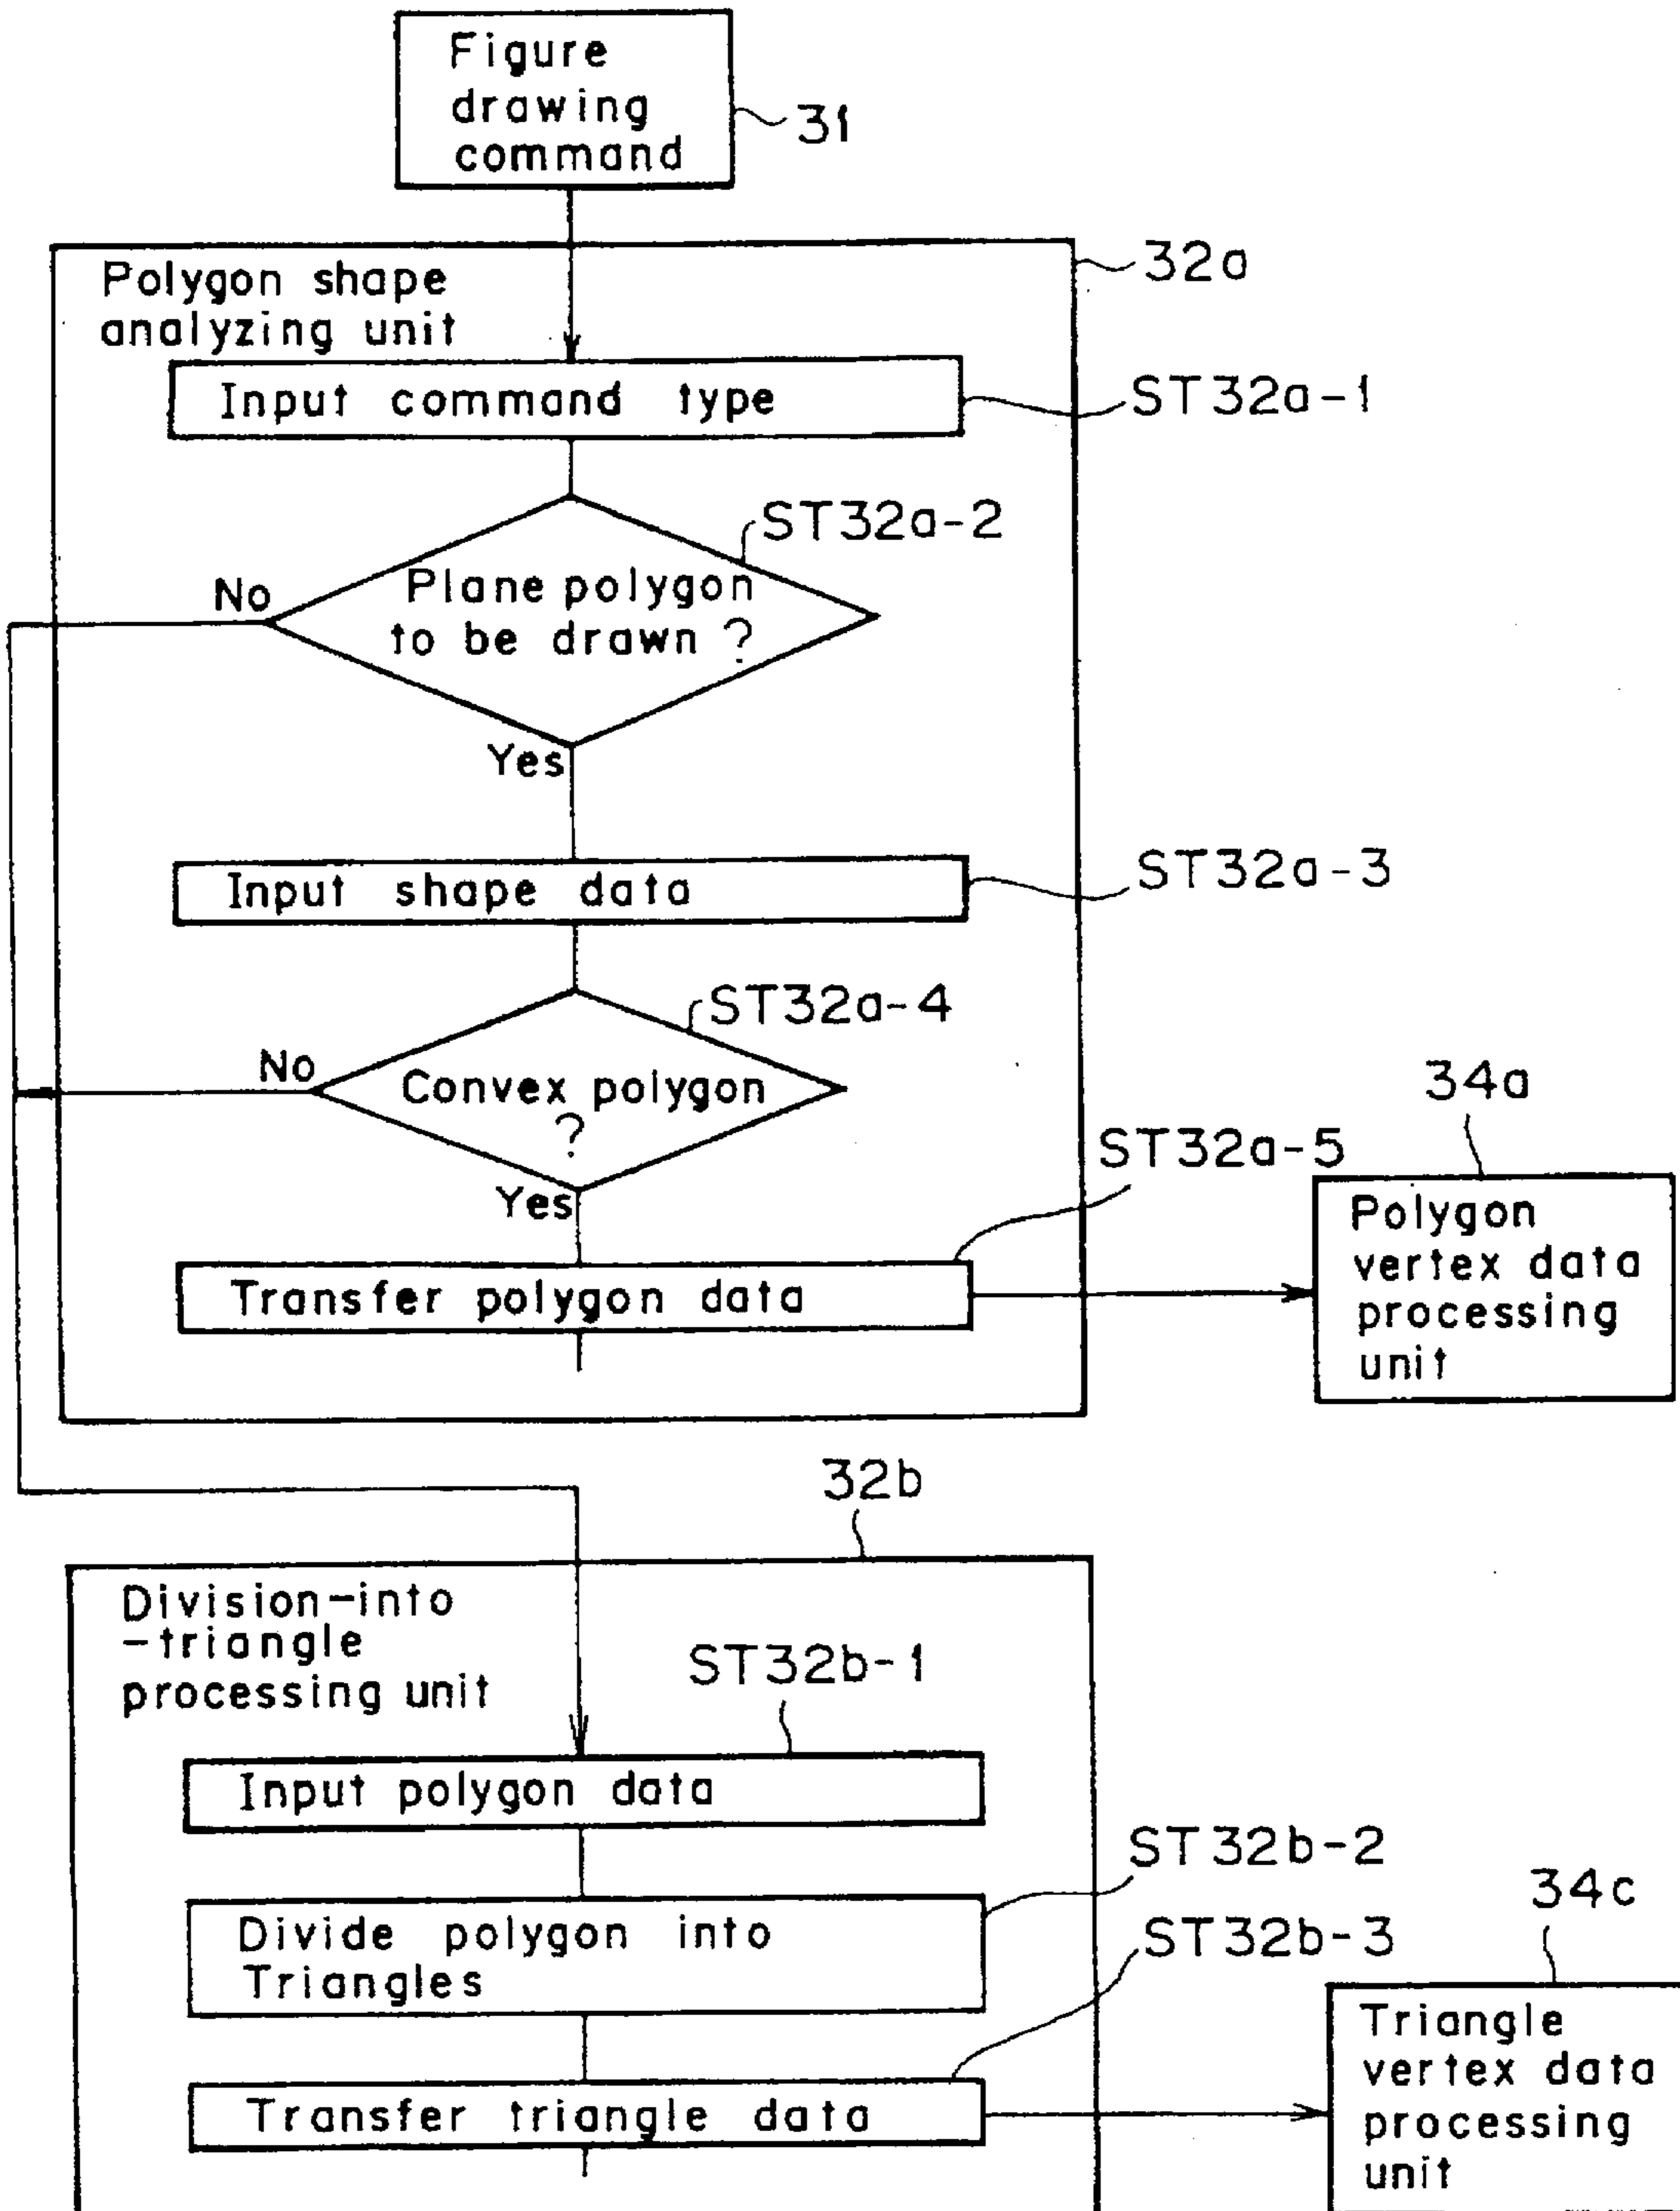 Figure
drawing
command
31
32a
Polygon shape
analyzing unit
Input command type
ST32a-1
ST32a-2
No
Plane polygon
to be drawn ?
Yes
Input shape data
ST32a-3
ST32a-4
No
Convex polygon
?
Yes
34a
ST32a-5
Transfer polygon data
Polygon
vertex data
processing
unit
32b
Division-into
-triangle
processing unit
ST32b-1
Input polygon data
ST32b-2
Divide polygon into
Triangles
34c
ST32b-3
Transfer triangle data
Triangle
vertex data
processing
unit